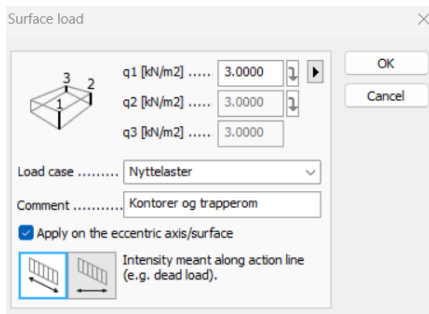 Surface load
OK
Cancel
3
2
1
q1 [kN/m2] ..... 3.0000
q2 [kN/m2] ..... 3.0000
q3 [kN/m2] ..... 3.0000
Load case ......... Nyttelaster
Comment ........... Kontorer og trapperom
Apply on the eccentric axis/surface
Intensity meant along action line
(e.g. dead load).